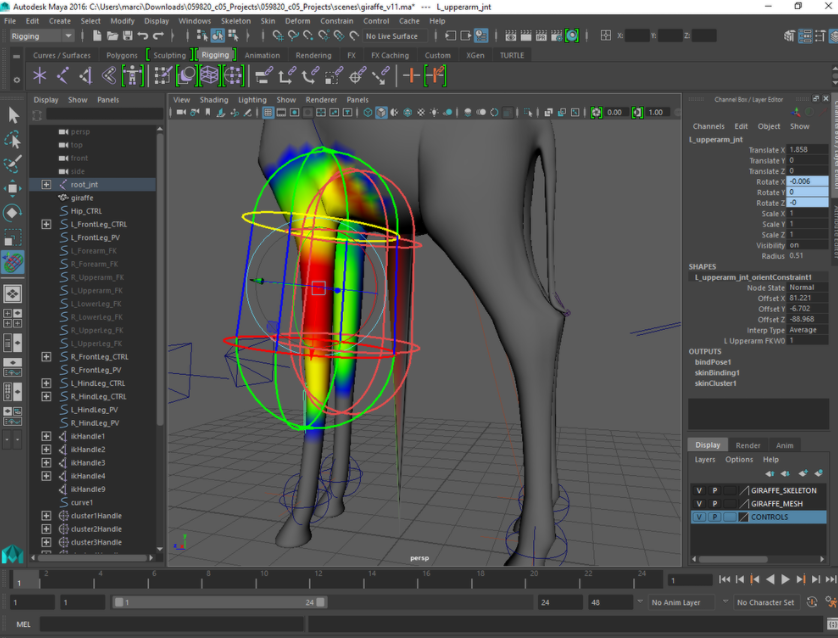 Autodesk Maya 2016: C:\Users\marci\Downloads\059820_c05_Projects\059820_c05_Projects\scenes\giraffe_v11.ma* --- L_upperarm_jnt
File Edit Create Select Modify Display Windows Skeleton Skin Deform Constrain Control Cache Help
Rigging No Live Surface X: Y: Z:
Curves / Surfaces Polygons Sculpting Rigging Animation Rendering FX FX Caching Custom XGen TURTLE
Display Show Panels
View Shading Lighting Show Renderer Panels
0.00 1.00
persp
top
front
side
root_jnt
giraffe
Hip_CTRL
L_FrontLeg_CTRL
L_FrontLeg_PV
L_Forearm_FK
R_Forearm_FK
R_Upperarm_FK
L_Upperarm_FK
L_LowerLeg_FK
R_LowerLeg_FK
R_UpperLeg_FK
L_UpperLeg_FK
R_FrontLeg_CTRL
R_FrontLeg_PV
L_HindLeg_CTRL
R_HindLeg_CTRL
L_HindLeg_PV
R_HindLeg_PV
ikHandle1
ikHandle2
ikHandle3
ikHandle4
ikHandle9
curve1
cluster1Handle
cluster2Handle
cluster3Handle
persp
Channel Box / Layer Editor
Channels Edit Object Show
L_upperarm_jnt
Translate X 1.858
Translate Y 0
Translate Z 0
Rotate X -0.006
Rotate Y 0
Rotate Z -0
Scale X 1
Scale Y 1
Scale Z 1
Visibility on
Radius 0.51
SHAPES
L_upperarm_jnt_orientConstraint1
Node State Normal
Offset X 81.221
Offset Y -6.702
Offset Z -88.968
Interp Type Average
L Upperarm FKW0 1
OUTPUTS
bindPose1
skinBinding1
skinCluster1
Display Render Anim
Layers Options Help
V P GIRAFFE_SKELETON
V P GIRAFFE_MESH
V P CONTROLS
1 2 4 6 8 10 12 14 16 18 20 22 24 1
1 1 1 24 24 48 No Anim Layer No Character Set
MEL